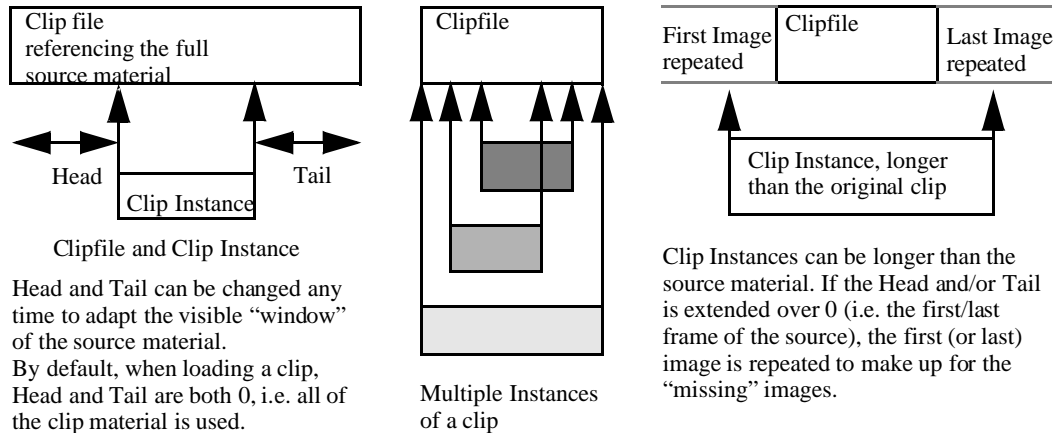 Clip file
referencing the full
source material
Head
Tail
Clip Instance
Clipfile and Clip Instance
Head and Tail can be changed any
time to adapt the visible “window”
of the source material.
By default, when loading a clip,
Head and Tail are both 0, i.e. all of
the clip material is used.
Clipfile
Multiple Instances
of a clip
First Image
repeated
Clipfile
Last Image
repeated
Clip Instance, longer
than the original clip
Clip Instances can be longer than the
source material. If the Head and/or Tail
is extended over 0 (i.e. the first/last
frame of the source), the first (or last)
image is repeated to make up for the
“missing” images.